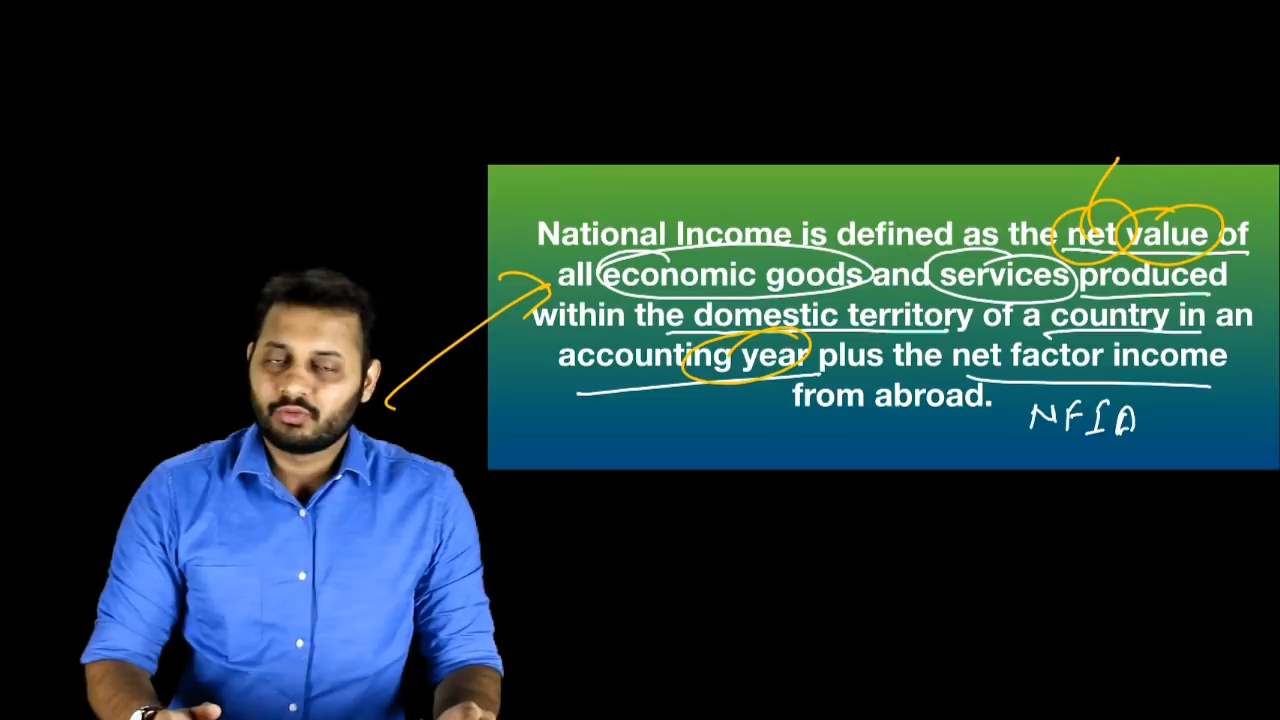 National Income is defined as the net value of
all economic goods and services produced
within the domestic territory of a country in an
accounting year plus the net factor income
from abroad.
NFIA